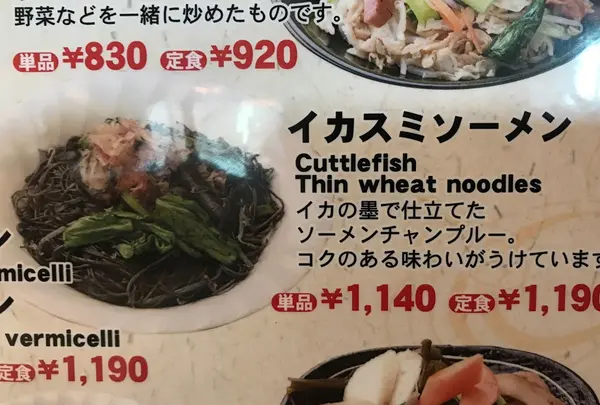 野菜などを一緒に炒めたものです。
単品 ¥830 定食 ¥920
イカスミソーメン
Cuttlefish
Thin wheat noodles
イカの墨で仕立てた
ソーメンチャンプルー。
コクのある味わいがうけています
単品 ¥1,140 定食 ¥1,190
ン
micelli
ン
vermicelli
定食 ¥1,190